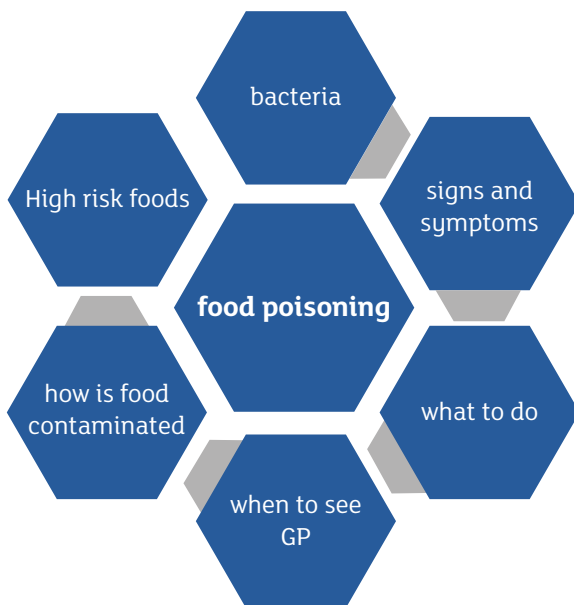 bacteria
High risk foods
signs and
symptoms
food poisoning
how is food
contaminated
what to do
when to see
GP